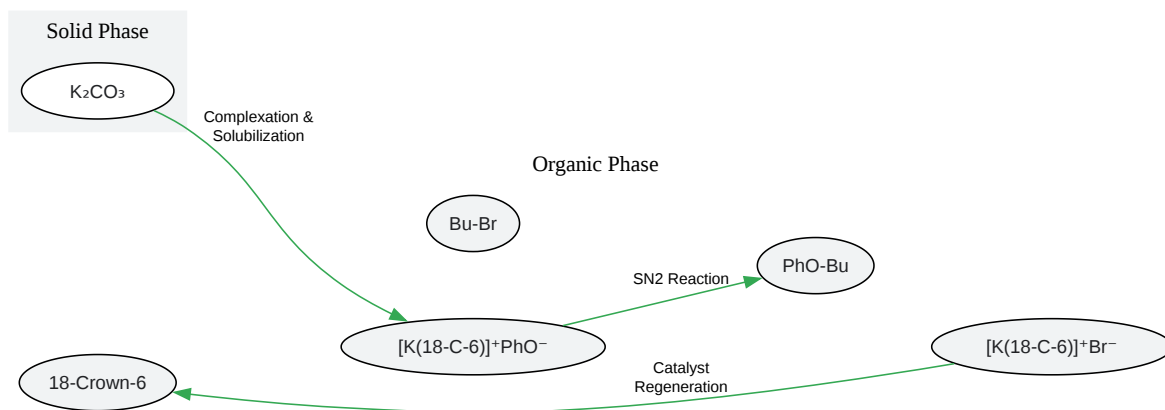 Solid Phase
K₂CO₃
Complexation &
Solubilization
Organic Phase
Bu-Br
PhO-Bu
SN2 Reaction
[K(18-C-6)]⁺PhO⁻
[K(18-C-6)]⁺Br⁻
18-Crown-6
Catalyst
Regeneration